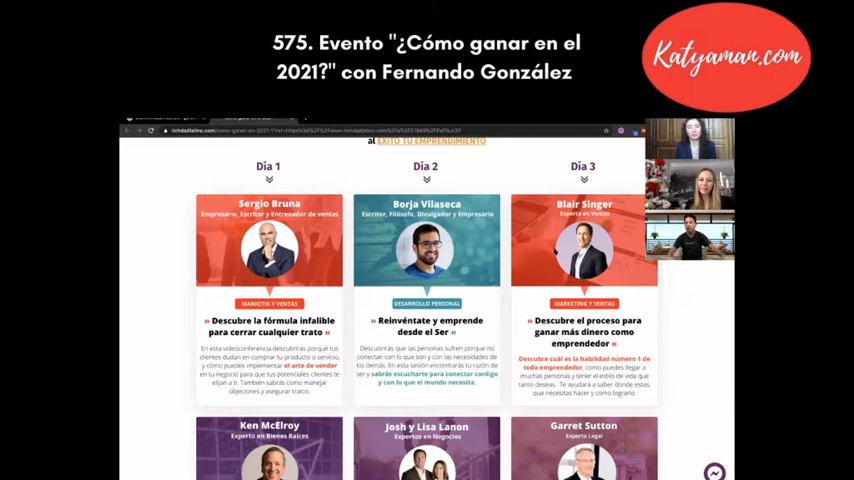 575. Evento "¿Cómo ganar en el
2021?" con Fernando González
Katyaman.com
al ÉXITO TU EMPRENDIMIENTO
Día 1
Día 2
Día 3
Sergio Bruna
Empresario, Escritor y Entrenador de ventas
MARKETIG Y VENTAS
» Descubre la fórmula infalible
para cerrar cualquier trato «
En esta videoconferencia descubrirás porqué tus
clientes dudan en comprar tu producto o servicio,
y cómo puedes implementar el arte de vender
en tu negocio para que tus potenciales clientes te
elijan a ti. También sabrás como manejar
objeciones y asegurar tratos.
Borja Vilaseca
Escritor, Filósofo, Divulgador y Empresario
DESARROLLO PERSONAL
» Reinvéntate y emprende
desde el Ser «
Descubrirás que las personas sufren porque no
conectan con lo que son y con las necesidades de
los demás. En esta sesión encontrarás tu razón de
ser y sabrás escucharte para conectar contigo
y con lo que el mundo necesita.
Blair Singer
Experto en Ventas
MARKETING Y VENTAS
» Descubre el proceso para
ganar más dinero como
emprendedor «
Descubre cuál es la habilidad número 1 de
todo emprendedor, como puedes llegar a
muchas personas y tener el estilo de vida que
tanto deseas. Te ayudará a saber donde estas,
que necesitas hacer y como lograrlo.
Ken McElroy
Experto en Bienes Raíces
Josh y Lisa Lanon
Expertos en Negocios
Garret Sutton
Experto Legal